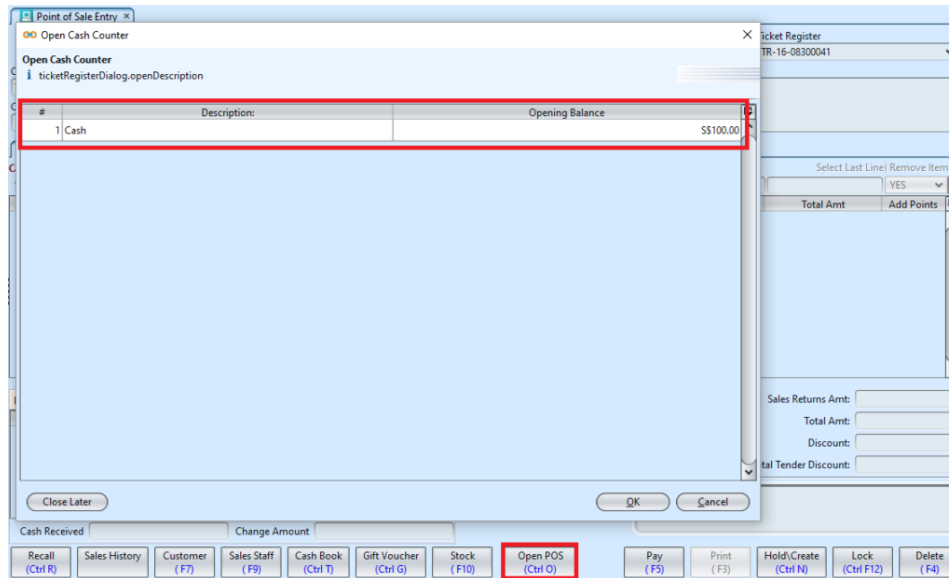 Point of Sale Entry ×
Open Cash Counter
Ticket Register
TR-16-08300041
Open Cash Counter
i ticketRegisterDialog.openDescription
# Description: Opening Balance
1 Cash S$100.00
Select Last Line| Remove Item
YES
Total Amt Add Points
Sales Returns Amt:
Total Amt:
Discount:
tal Tender Discount:
Close Later OK Cancel
Cash Received Change Amount
Recall Sales History Customer Sales Staff Cash Book Gift Voucher Stock Open POS Pay Print Hold\Create Lock Delete
(Ctrl R) (F7) (F9) (Ctrl T) (Ctrl G) (F10) (Ctrl O) (F5) (F3) (Ctrl N) (Ctrl F12) (F4)